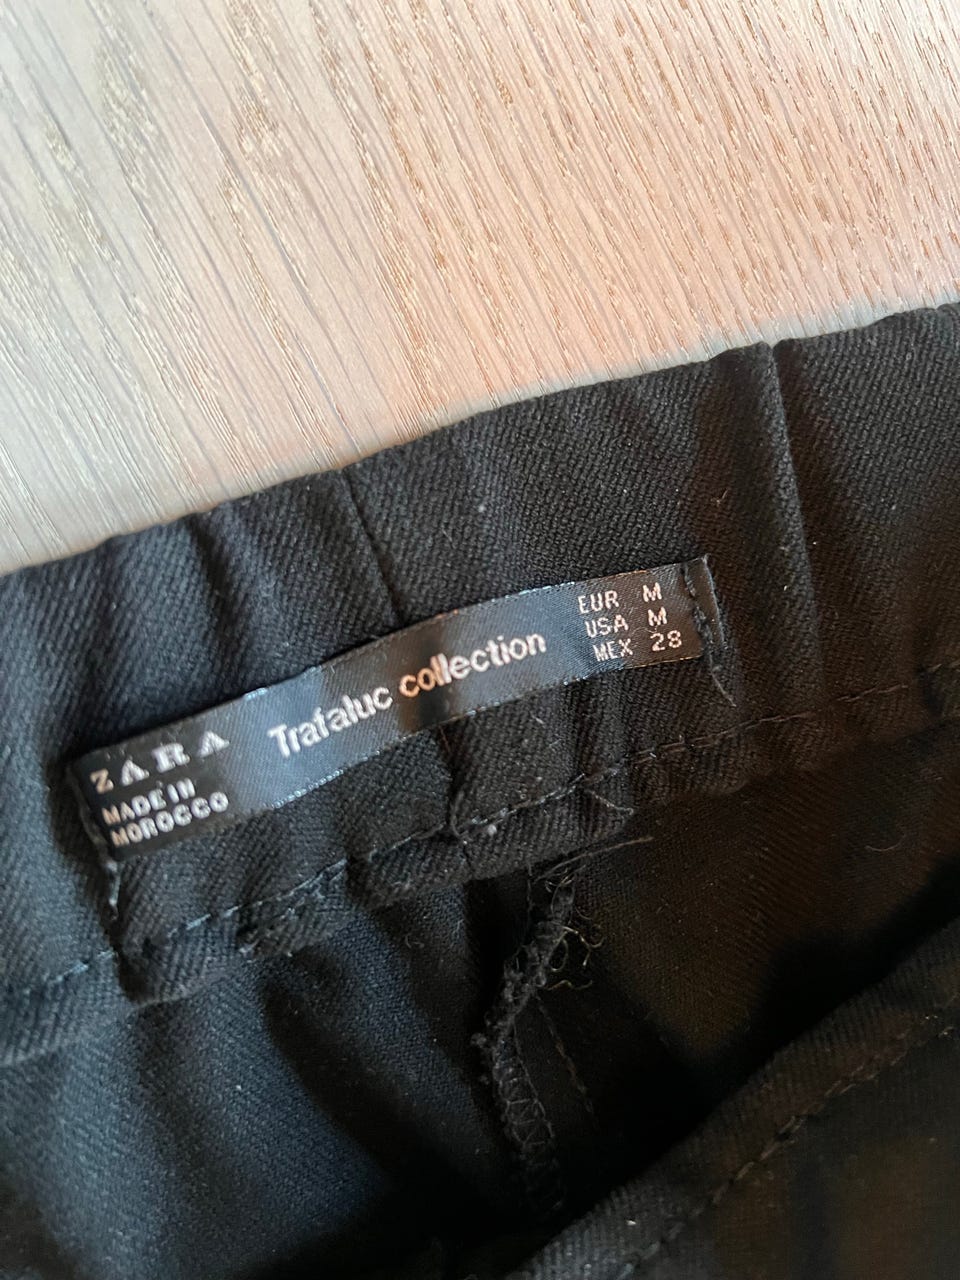 ZARA
MADE IN
MOROCCO
Trafaluc collection
EUR M
USA M
MEX 28